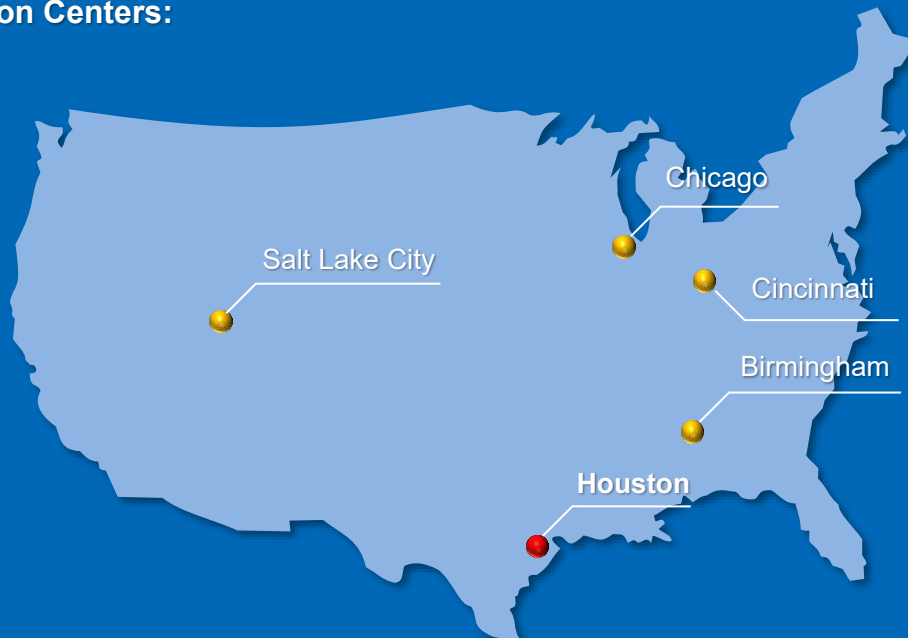 on Centers:
Chicago
Salt Lake City
Cincinnati
Birmingham
Houston